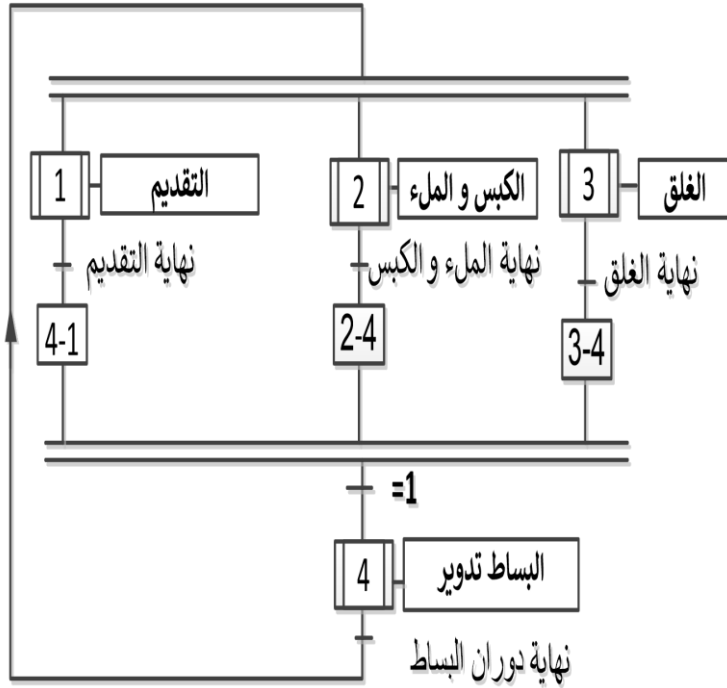 1
التقديم
2
الكبس و الملء
3
الغلق
نهاية التقديم
نهاية الملء و الكبس
نهاية الغلق
4-1
2-4
3-4
=1
4
البساط تدوير
نهاية دوران البساط